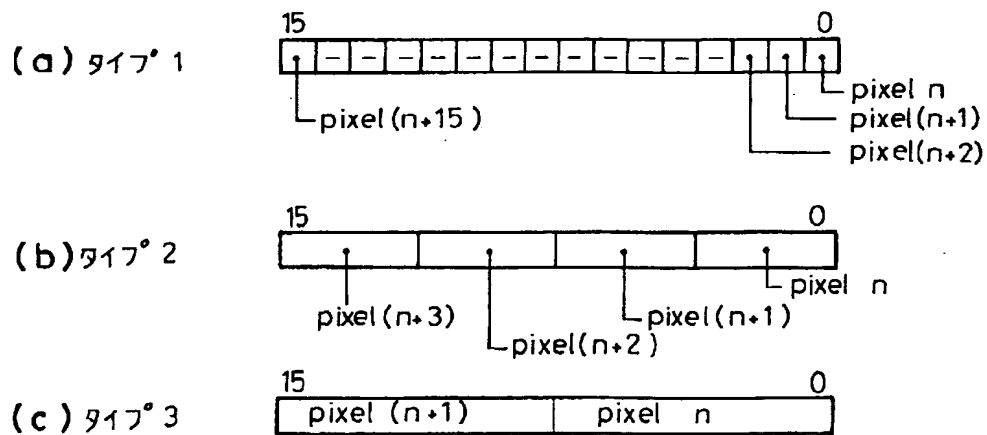 15 0
(a) タイプ 1
pixel n
pixel(n+15)
pixel(n+1)
pixel(n+2)
15 0
(b) タイプ 2
pixel n
pixel(n+3)
pixel(n+1)
pixel(n+2)
15 0
(c) タイプ 3
pixel (n+1) pixel n